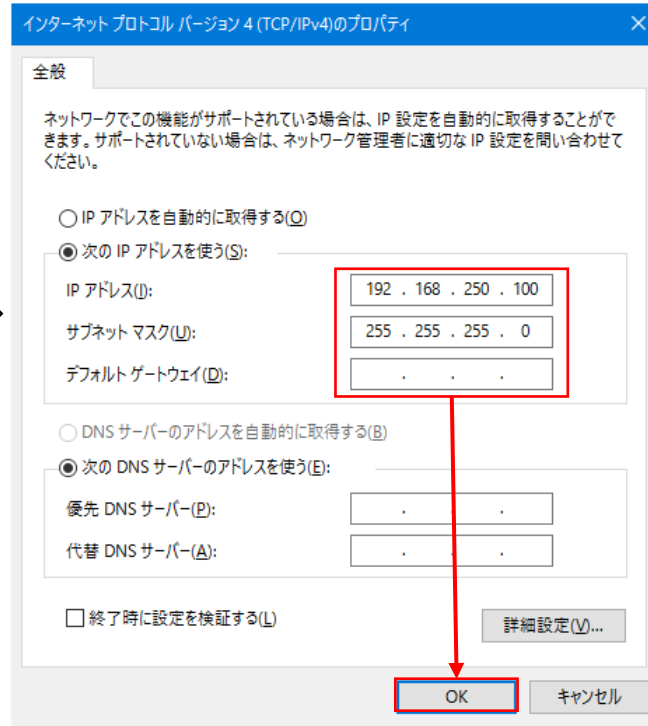 インターネット プロトコル バージョン 4 (TCP/IPv4)のプロパティ
全般
ネットワークでこの機能がサポートされている場合は、IP 設定を自動的に取得することがで
きます。サポートされていない場合は、ネットワーク管理者に適切な IP 設定を問い合わせて
ください。
IP アドレスを自動的に取得する(O)
次の IP アドレスを使う(S):
IP アドレス(I): 192 . 168 . 250 . 100
サブネット マスク(U): 255 . 255 . 255 . 0
デフォルト ゲートウェイ(D): . . .
DNS サーバーのアドレスを自動的に取得する(B)
次の DNS サーバーのアドレスを使う(E):
優先 DNS サーバー(P): . . .
代替 DNS サーバー(A): . . .
終了時に設定を検証する(L)
詳細設定(V)...
OK キャンセル